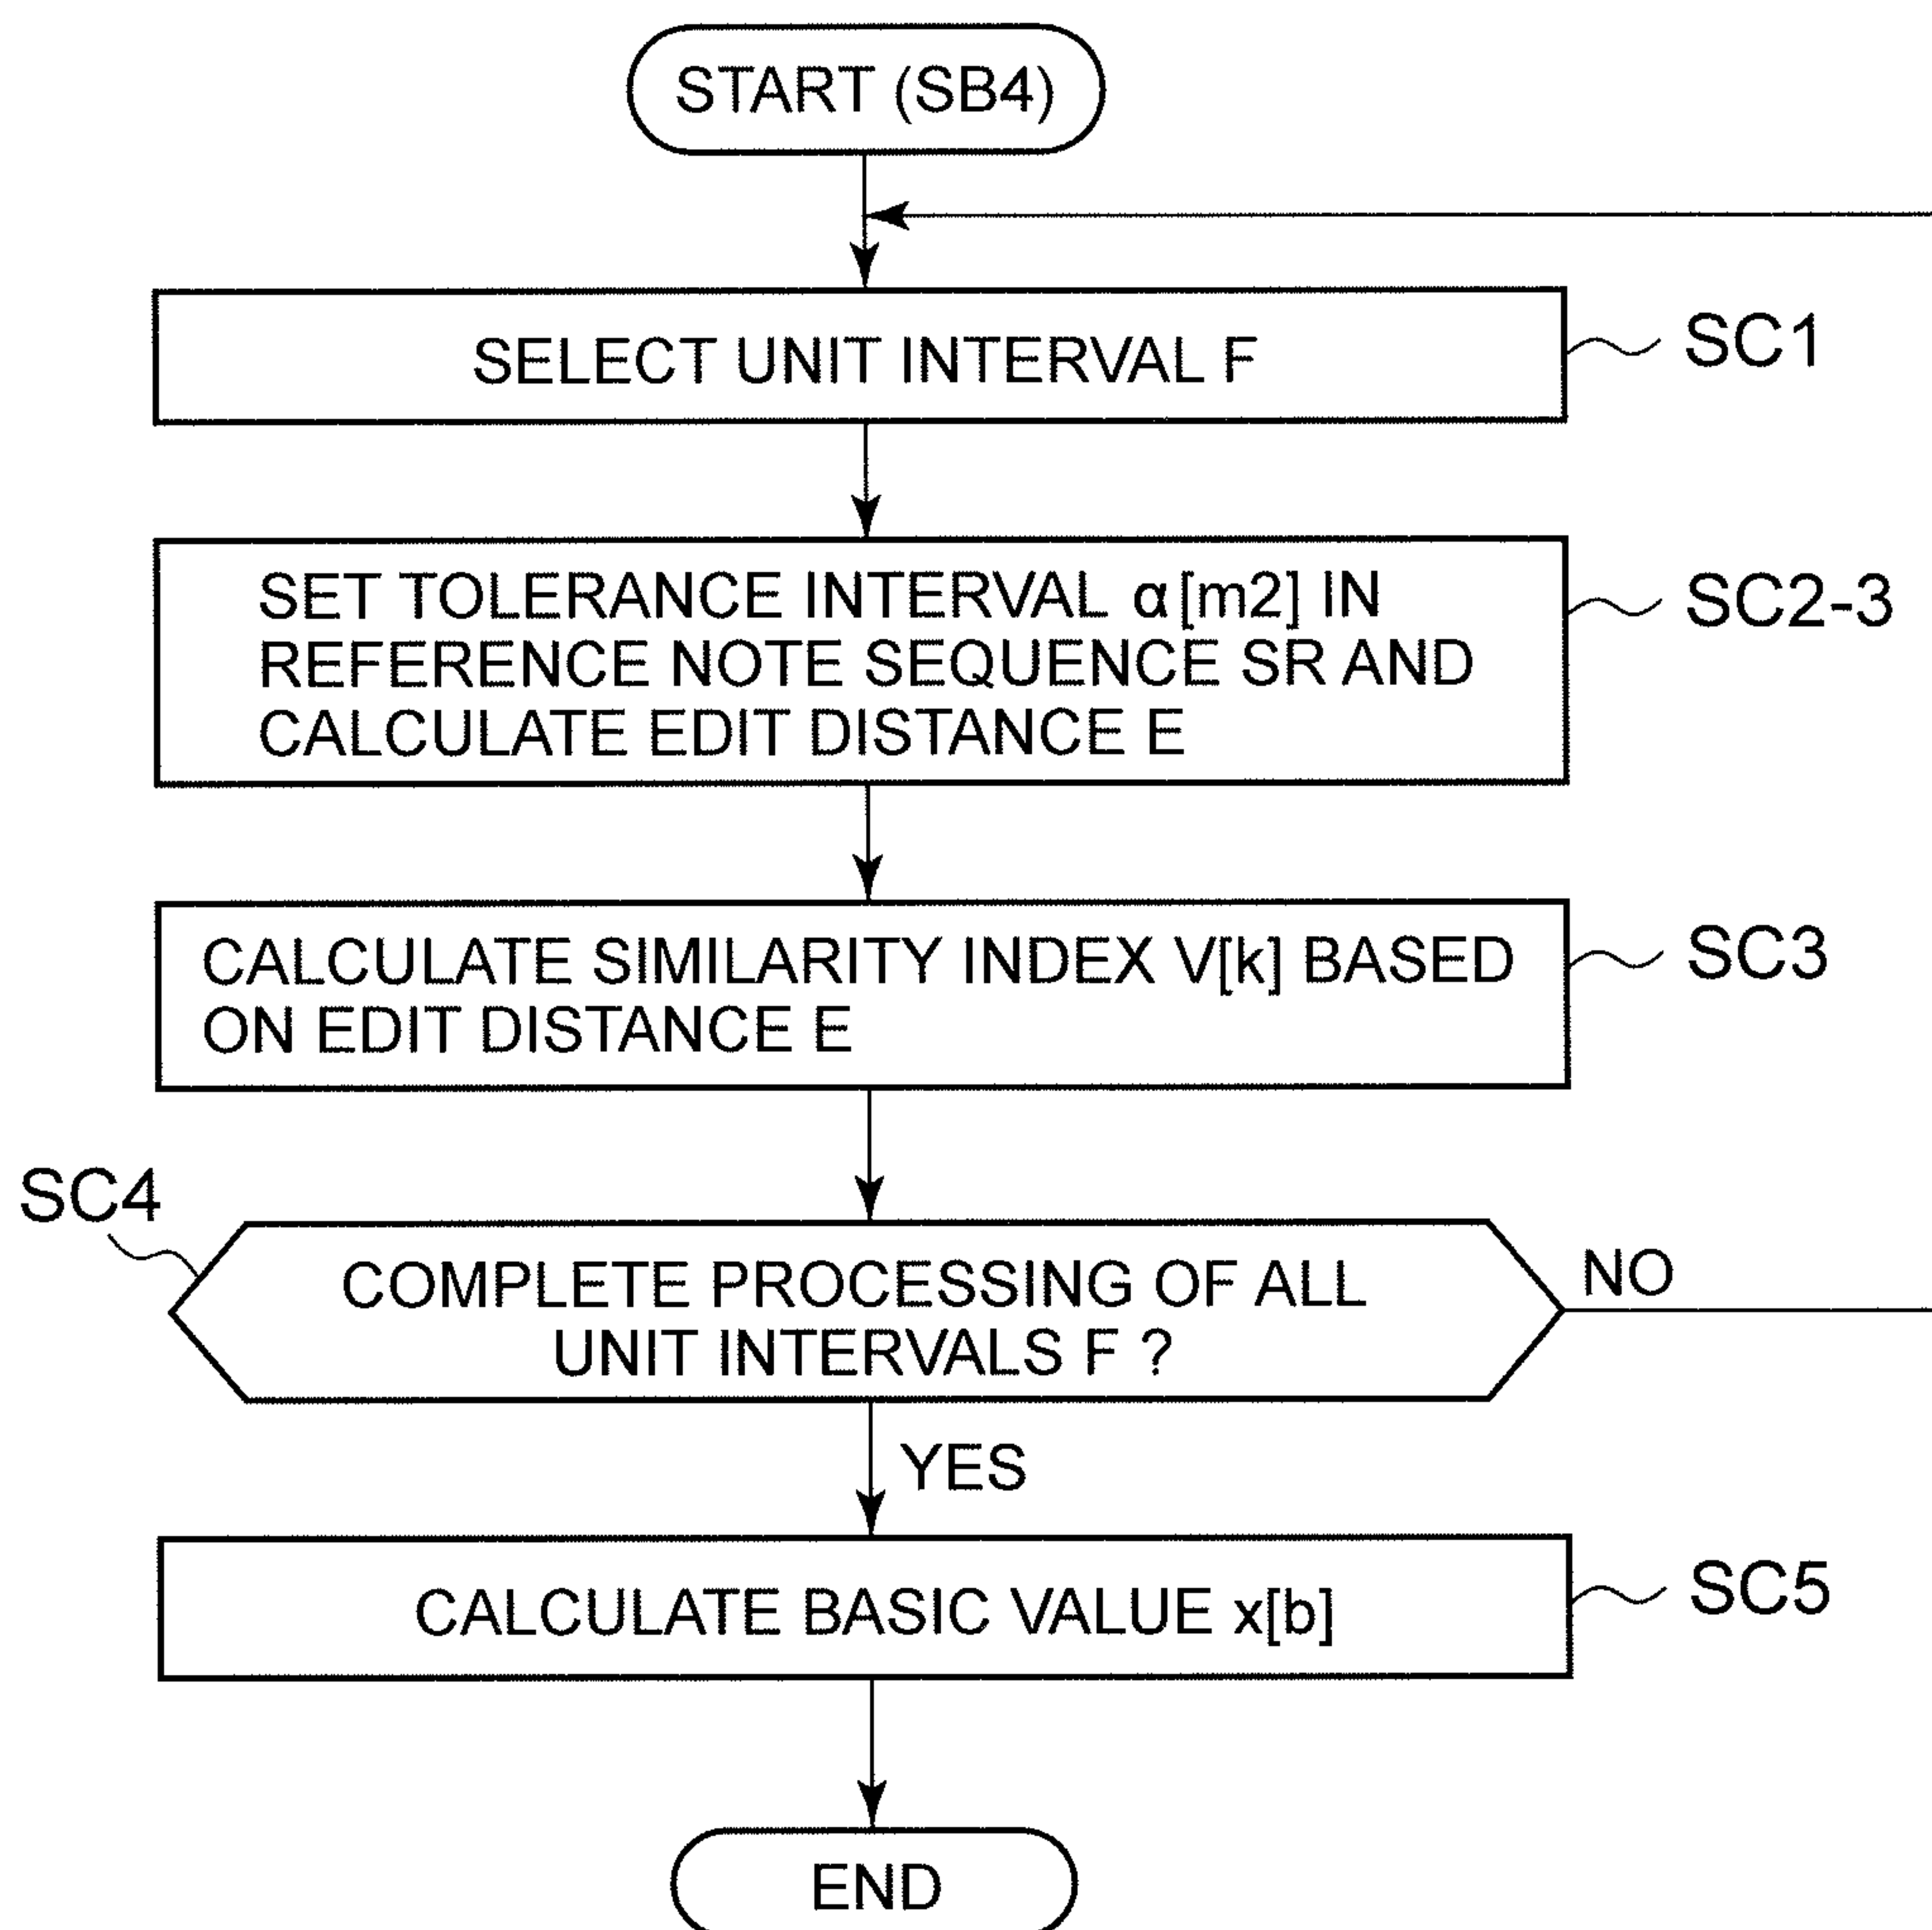 START (SB4)
SELECT UNIT INTERVAL F
SC1
SET TOLERANCE INTERVAL α[m2] IN
REFERENCE NOTE SEQUENCE SR AND
CALCULATE EDIT DISTANCE E
SC2-3
CALCULATE SIMILARITY INDEX V[k] BASED
ON EDIT DISTANCE E
SC3
SC4
COMPLETE PROCESSING OF ALL
UNIT INTERVALS F ?
NO
YES
CALCULATE BASIC VALUE x[b]
SC5
END